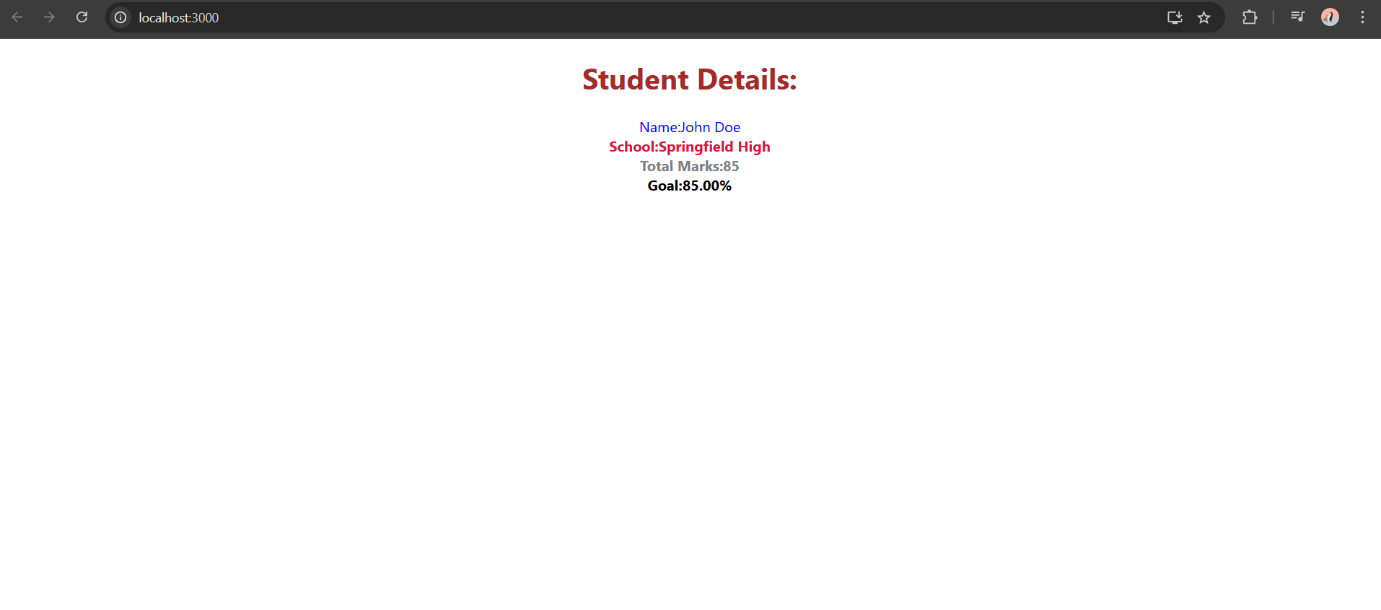 localhost:3000
Student Details:
Name:John Doe
School:Springfield High
Total Marks:85
Goal:85.00%